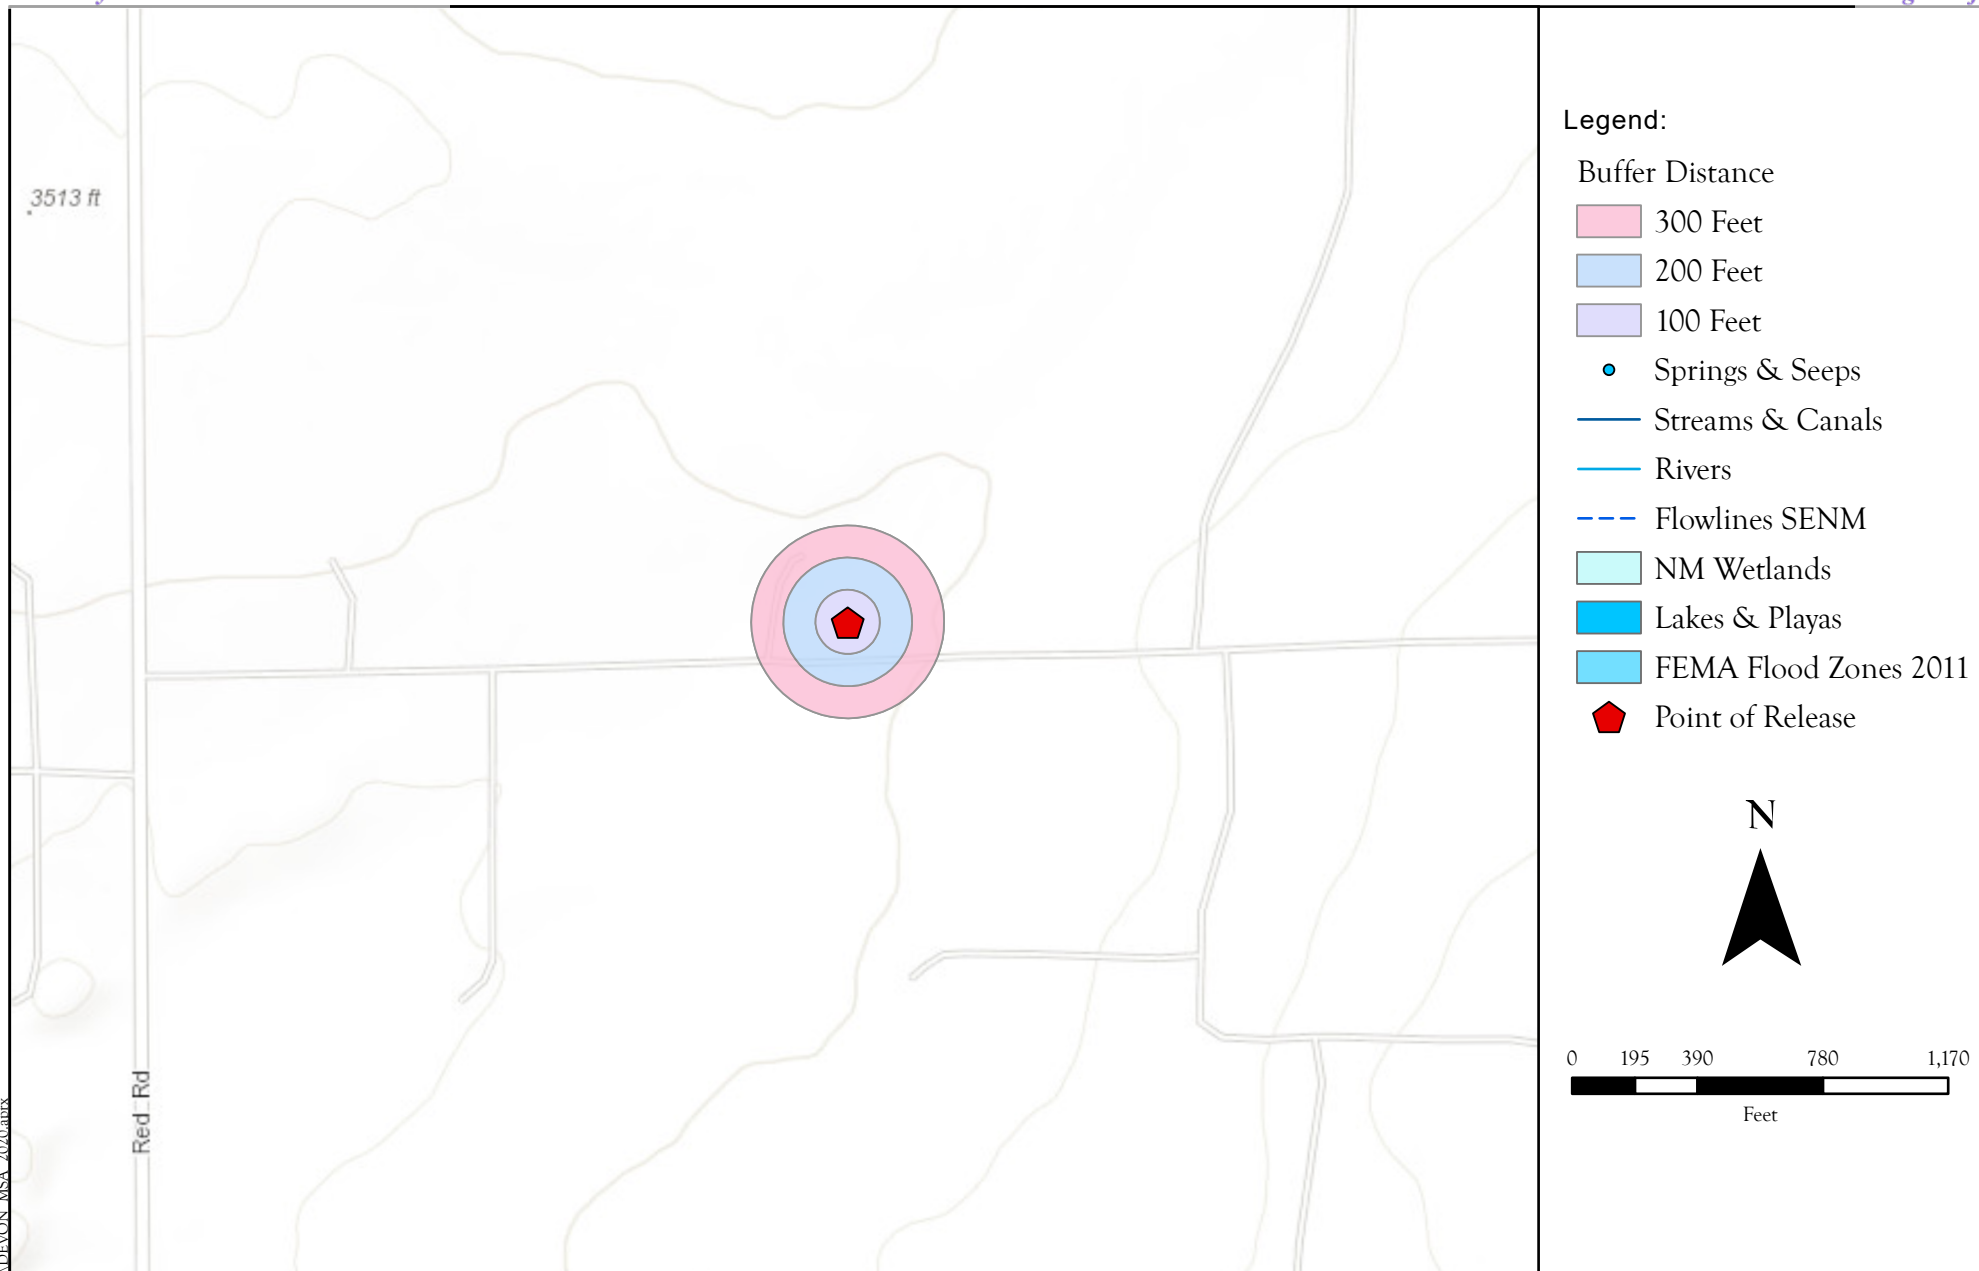 3513 ft
Red Rd
Legend:
Buffer Distance
300 Feet
200 Feet
100 Feet
Springs & Seeps
Streams & Canals
Rivers
Flowlines SENM
NM Wetlands
Lakes & Playas
FEMA Flood Zones 2011
Point of Release
N
0 195 390 780 1,170
Feet